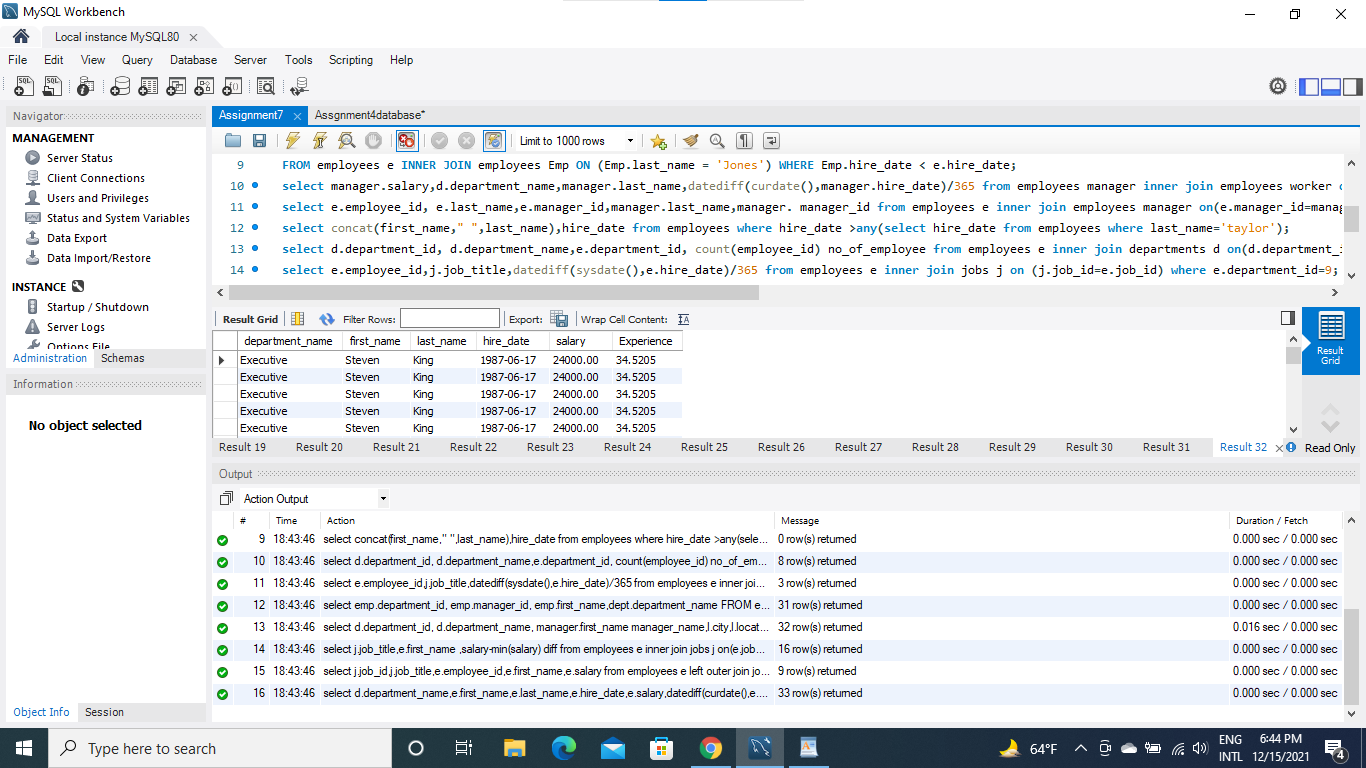 MySQL Workbench
Local instance MySQL80
File Edit View Query Database Server Tools Scripting Help
Navigator
MANAGEMENT
Server Status
Client Connections
Users and Privileges
Status and System Variables
Data Export
Data Import/Restore
INSTANCE
Startup / Shutdown
Server Logs
Options File
Administration Schemas
Information
No object selected
Object Info Session
Assignment7 Assgnment4database*
Limit to 1000 rows
9 FROM employees e INNER JOIN employees Emp ON (Emp.last_name = 'Jones') WHERE Emp.hire_date < e.hire_date;
10 select manager.salary,d.department_name,manager.last_name,datediff(curdate(),manager.hire_date)/365 from employees manager inner join employees worker
11 select e.employee_id, e.last_name,e.manager_id,manager.last_name,manager. manager_id from employees e inner join employees manager on(e.manager_id=manag
12 select concat(first_name," ",last_name),hire_date from employees where hire_date >any(select hire_date from employees where last_name='taylor');
13 select d.department_id, d.department_name,e.department_id, count(employee_id) no_of_employee from employees e inner join departments d on(d.department_i
14 select e.employee_id,j.job_title,datediff(sysdate(),e.hire_date)/365 from employees e inner join jobs j on (j.job_id=e.job_id) where e.department_id=9;
Result Grid Filter Rows: Export: Wrap Cell Content:
department_name first_name last_name hire_date salary Experience
Executive Steven King 1987-06-17 24000.00 34.5205
Executive Steven King 1987-06-17 24000.00 34.5205
Executive Steven King 1987-06-17 24000.00 34.5205
Executive Steven King 1987-06-17 24000.00 34.5205
Executive Steven King 1987-06-17 24000.00 34.5205
Result Grid
Result 19 Result 20 Result 21 Result 22 Result 23 Result 24 Result 25 Result 26 Result 27 Result 28 Result 29 Result 30 Result 31 Result 32 Read Only
Output
Action Output
# Time Action Message Duration / Fetch
9 18:43:46 select concat(first_name," ",last_name),hire_date from employees where hire_date >any(sele... 0 row(s) returned 0.000 sec / 0.000 sec
10 18:43:46 select d.department_id, d.department_name,e.department_id, count(employee_id) no_of_em... 8 row(s) returned 0.000 sec / 0.000 sec
11 18:43:46 select e.employee_id,j.job_title,datediff(sysdate(),e.hire_date)/365 from employees e inner joi... 3 row(s) returned 0.000 sec / 0.000 sec
12 18:43:46 select emp.department_id, emp.manager_id, emp.first_name,dept.department_name FROM e... 31 row(s) returned 0.000 sec / 0.000 sec
13 18:43:46 select d.department_id, d.department_name, manager.first_name manager_name,l.city,l.locat... 32 row(s) returned 0.016 sec / 0.000 sec
14 18:43:46 select j.job_title,e.first_name ,salary-min(salary) diff from employees e inner join jobs j on(e.job... 16 row(s) returned 0.000 sec / 0.000 sec
15 18:43:46 select j.job_id,j.job_title,e.employee_id,e.first_name,e.salary from employees e left outer join jo... 9 row(s) returned 0.000 sec / 0.000 sec
16 18:43:46 select d.department_name,e.first_name,e.last_name,e.hire_date,e.salary,datediff(curdate(),e.... 33 row(s) returned 0.000 sec / 0.000 sec
Type here to search
64°F
ENG
INTL
6:44 PM
12/15/2021
4